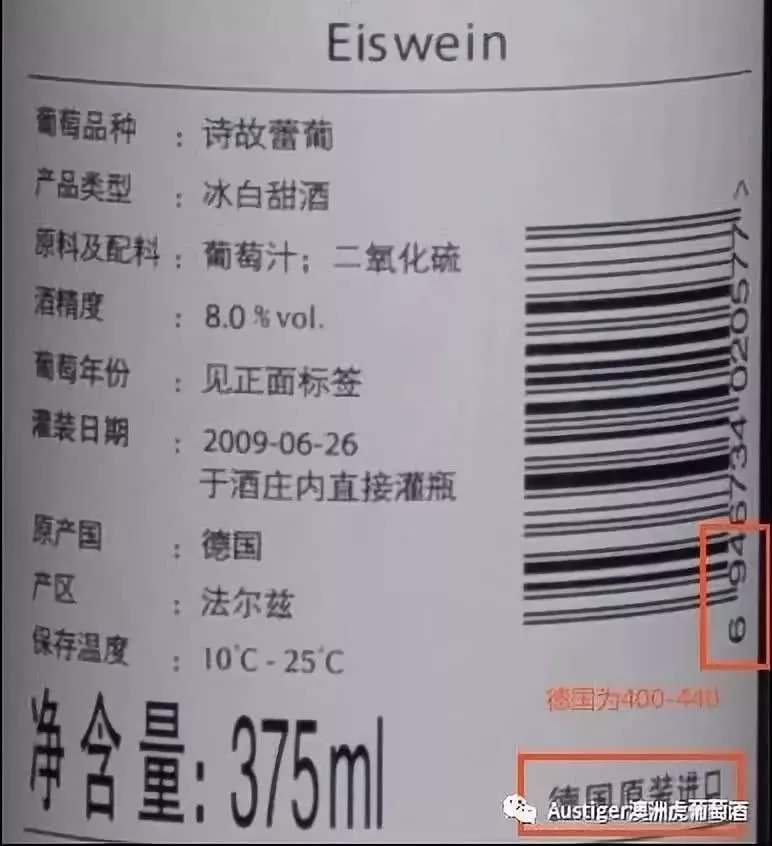 Eiswein
葡萄品种 : 诗故蕾葡
产品类型 : 冰白甜酒
原料及配料 : 葡萄汁；二氧化硫
酒精度 : 8.0 % vol.
葡萄年份 : 见正面标签
灌装日期 : 2009-06-26
于酒庄内直接灌瓶
原产国 : 德国
产区 : 法尔兹
保存温度 : 10℃ - 25℃
净含量: 375ml
6 946734 020577 >
德国为400-440
德国原装进口
Austiger澳洲虎葡萄酒